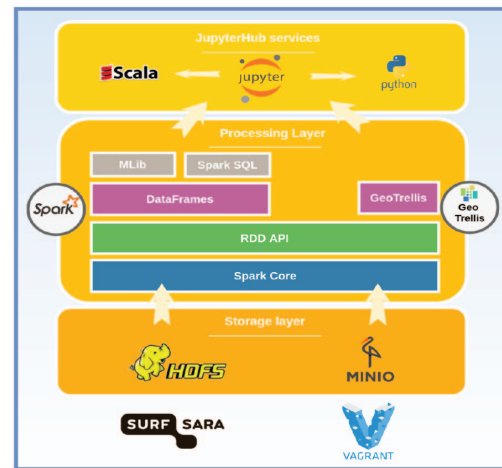 JupyterHub services
Scala
jupyter
python
Processing Layer
MLib
Spark SQL
DataFrames
GeoTrellis
Spark
Geo
Trellis
RDD API
Spark Core
Storage layer
HDFS
MINIO
SURF SARA
VAGRANT